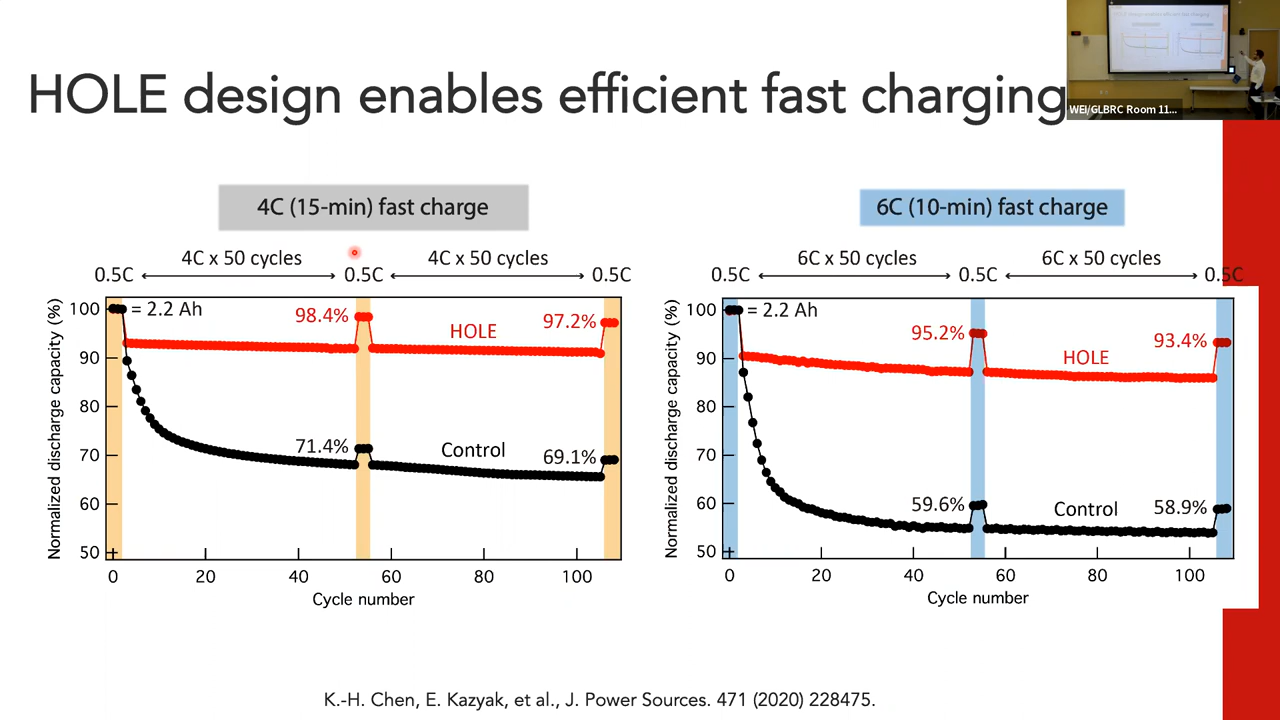 HOLE design enables efficient fast charging
WEI/GLBRC Room 11...
4C (15-min) fast charge
4C x 50 cycles 4C x 50 cycles
0.5C 0.5C 0.5C
Normalized discharge capacity (%)
100
90
80
70
60
50
= 2.2 Ah
98.4%
HOLE
97.2%
71.4%
Control
69.1%
0 20 40 60 80 100
Cycle number
6C (10-min) fast charge
6C x 50 cycles 6C x 50 cycles
0.5C 0.5C 0.5C
Normalized discharge capacity (%)
100
90
80
70
60
50
= 2.2 Ah
95.2%
HOLE
93.4%
59.6%
Control
58.9%
0 20 40 60 80 100
Cycle number
K.-H. Chen, E. Kazyak, et al., J. Power Sources. 471 (2020) 228475.